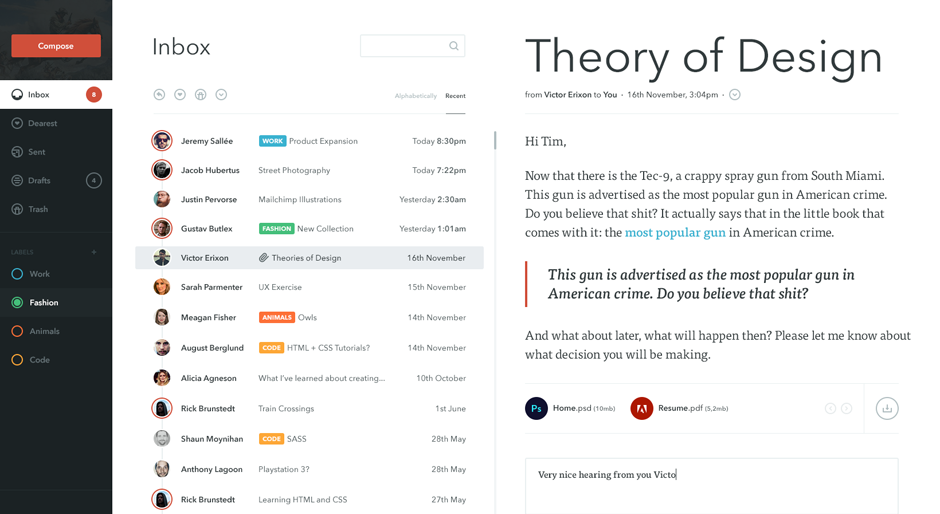 Compose
Inbox 8
Dearest
Sent
Drafts 4
Trash
LABELS +
Work
Fashion
Animals
Code
Inbox
Alphabetically Recent
Jeremy Sallée WORK Product Expansion Today 8:30pm
Jacob Hubertus Street Photography Today 7:22pm
Justin Pervorse Mailchimp Illustrations Yesterday 2:30am
Gustav Butlex FASHION New Collection Yesterday 1:01am
Victor Erixon Theories of Design 16th November
Sarah Parmenter UX Exercise 15th November
Meagan Fisher ANIMALS Owls 14th November
August Berglund CODE HTML + CSS Tutorials? 14th November
Alicia Agneson What I've learned about creating... 10th October
Rick Brunstedt Train Crossings 1st June
Shaun Moynihan CODE SASS 28th May
Anthony Lagoon Playstation 3? 28th May
Rick Brunstedt Learning HTML and CSS 27th May
Theory of Design
from Victor Erixon to You · 16th November, 3:04pm ·
Hi Tim,
Now that there is the Tec-9, a crappy spray gun from South Miami.
This gun is advertised as the most popular gun in American crime.
Do you believe that shit? It actually says that in the little book that
comes with it: the most popular gun in American crime.
This gun is advertised as the most popular gun in
American crime. Do you believe that shit?
And what about later, what will happen then? Please let me know about
what decision you will be making.
Ps Home.psd (10mb) Resume.pdf (5,2mb)
Very nice hearing from you Victo